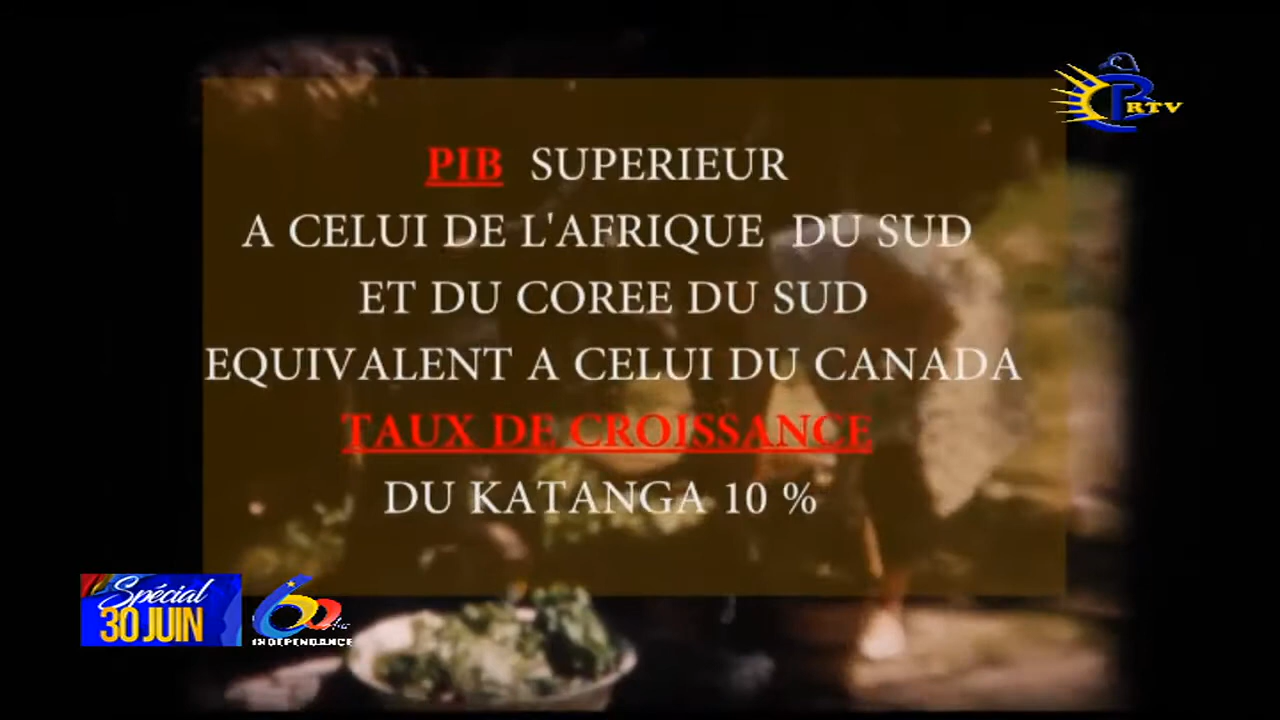 PIB SUPERIEUR
A CELUI DE L'AFRIQUE DU SUD
ET DU COREE DU SUD
EQUIVALENT A CELUI DU CANADA
TAUX DE CROISSANCE
DU KATANGA 10 %
RTV
Spécial
30 JUIN
60
INDEPENDANCE